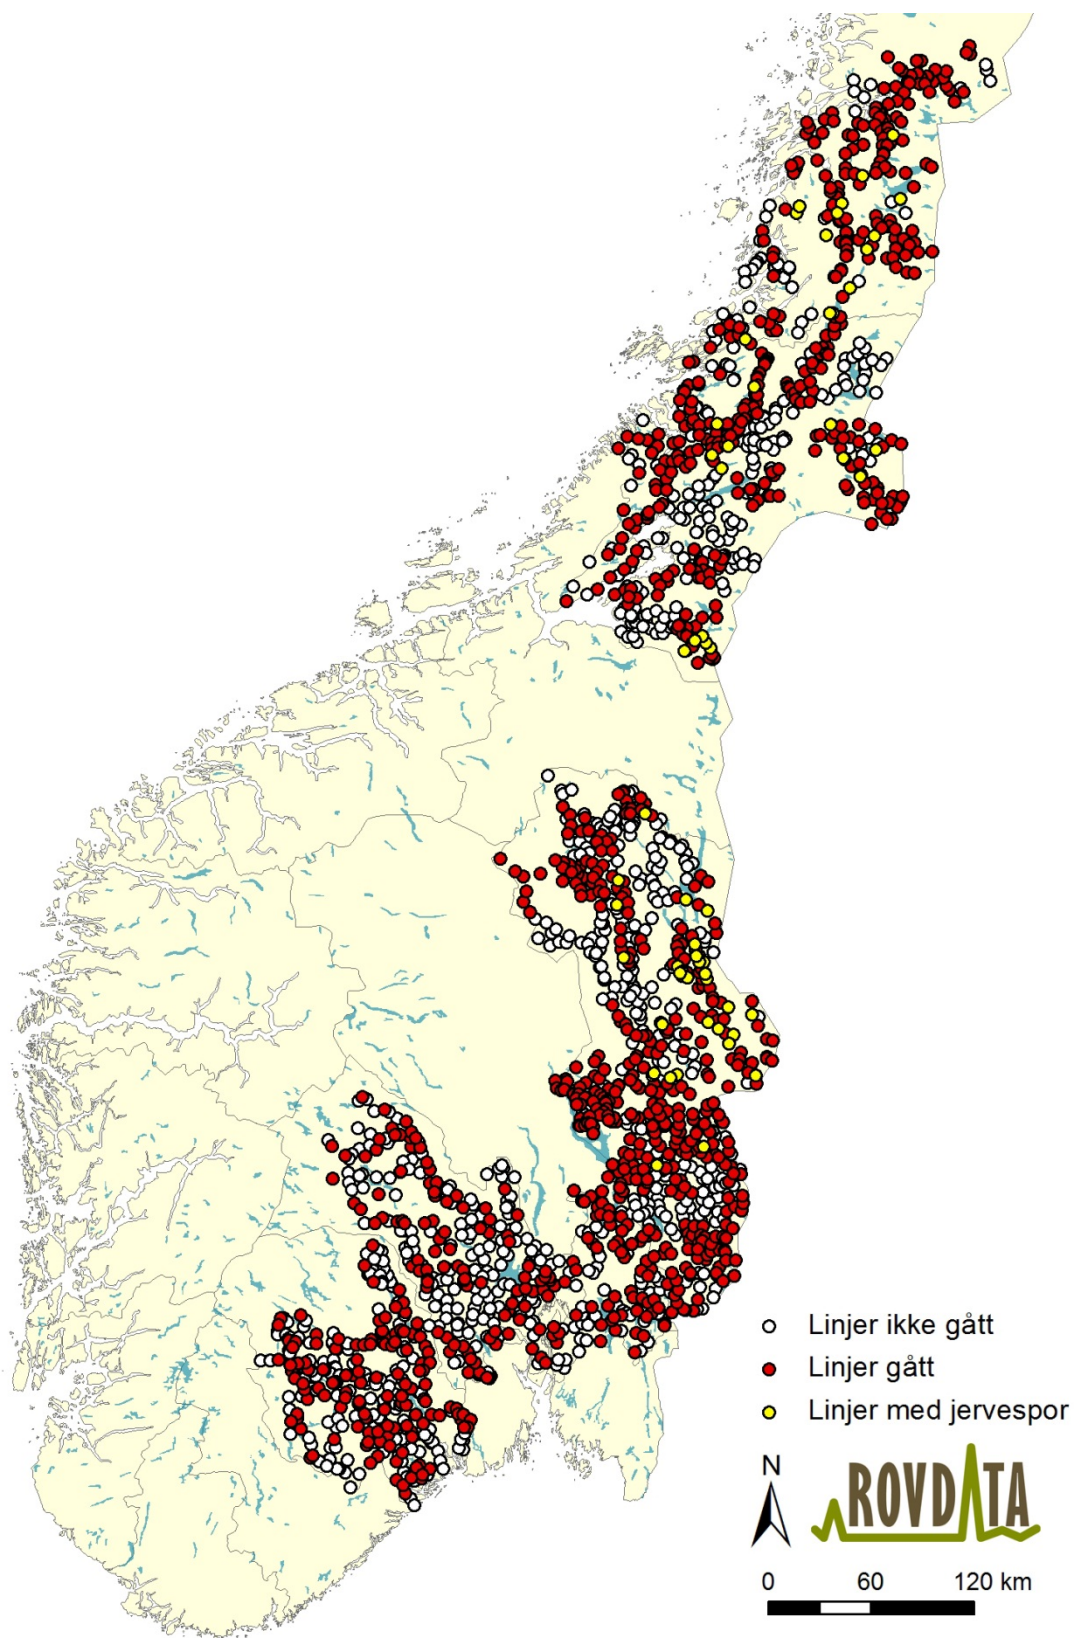 Linjer ikke gått
Linjer gått
Linjer med jervespor
N
ROVDATA
0 60 120 km